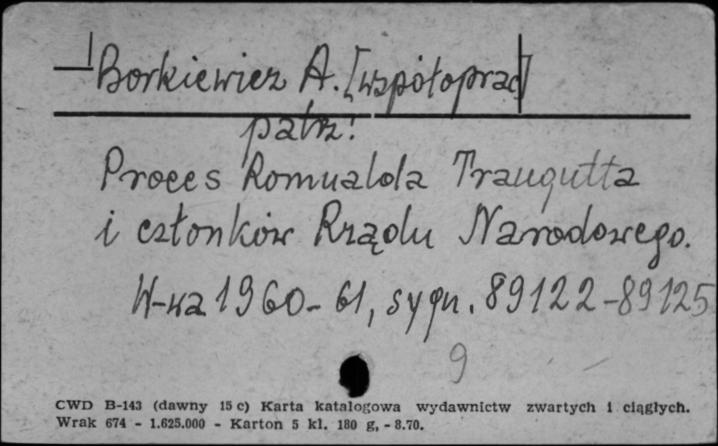 Borkiewicz A. [współoprac]
patrz!
Proces Romualda Traugutta
i członków Rządu Narodowego.
W-wa 1960-61, sygn. 89122-89125
9
CWD B-143 (dawny 15 c) Karta katalogowa wydawnictw zwartych i ciągłych.
Wrak 674 - 1.625.000 - Karton 5 kl. 180 g, - 8.70.